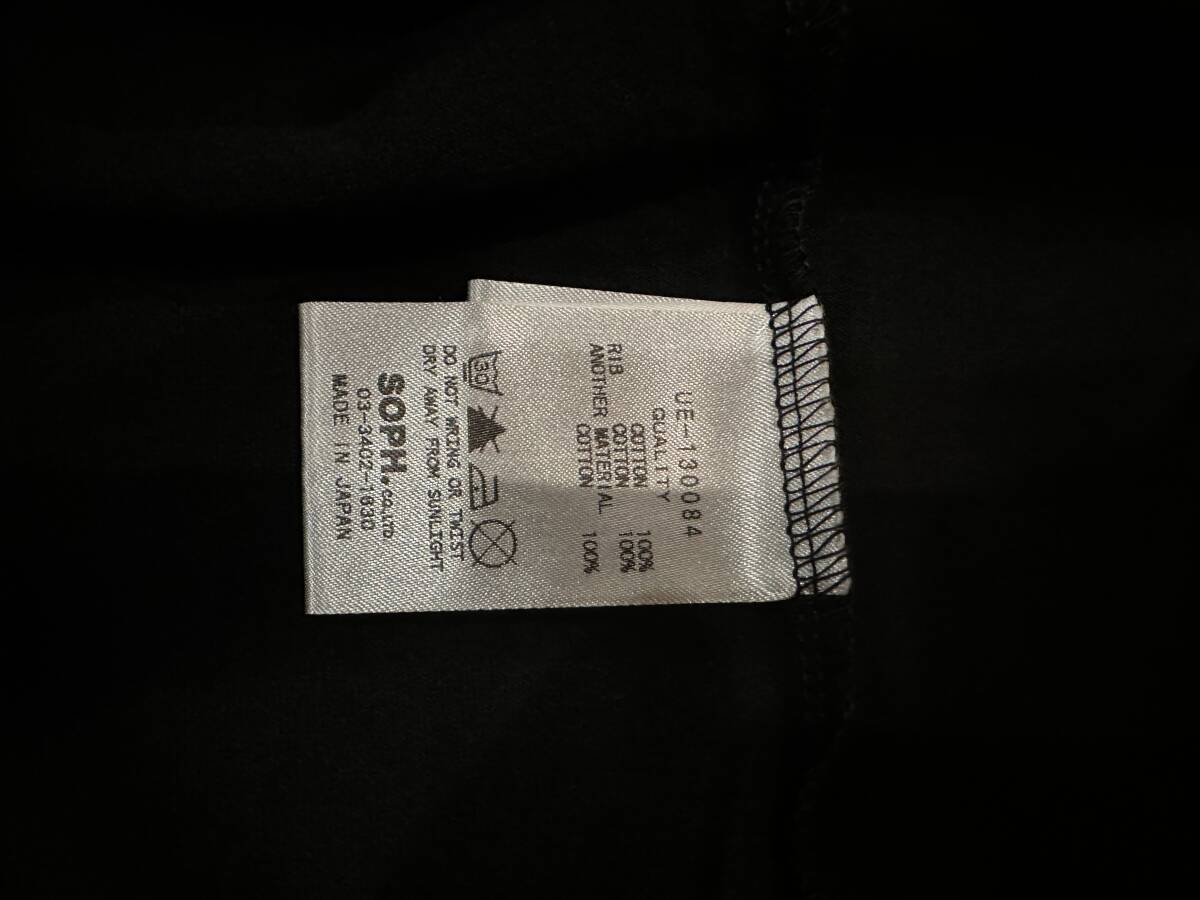 UE-130084
QUALITY
COTTON 100%
RIB COTTON 100%
ANOTHER MATERIAL
COTTON 100%
30
DO NOT WRING OR TWIST
DRY AWAY FROM SUNLIGHT
SOPH.CO.,LTD
03-3402-1630
MADE IN JAPAN